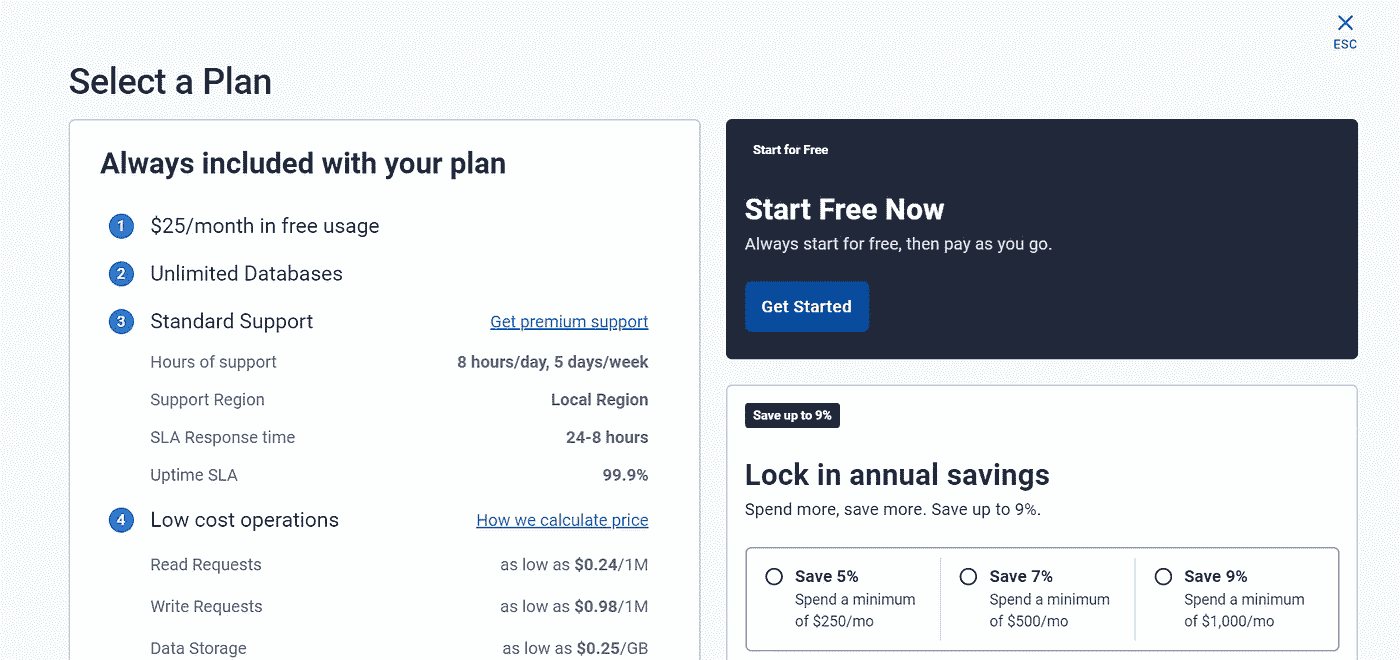 ESC
Select a Plan
Always included with your plan
1 $25/month in free usage
2 Unlimited Databases
3 Standard Support Get premium support
Hours of support 8 hours/day, 5 days/week
Support Region Local Region
SLA Response time 24-8 hours
Uptime SLA 99.9%
4 Low cost operations How we calculate price
Read Requests as low as $0.24/1M
Write Requests as low as $0.98/1M
Data Storage as low as $0.25/GB
Start for Free
Start Free Now
Always start for free, then pay as you go.
Get Started
Save up to 9%
Lock in annual savings
Spend more, save more. Save up to 9%.
Save 5%
Spend a minimum
of $250/mo
Save 7%
Spend a minimum
of $500/mo
Save 9%
Spend a minimum
of $1,000/mo